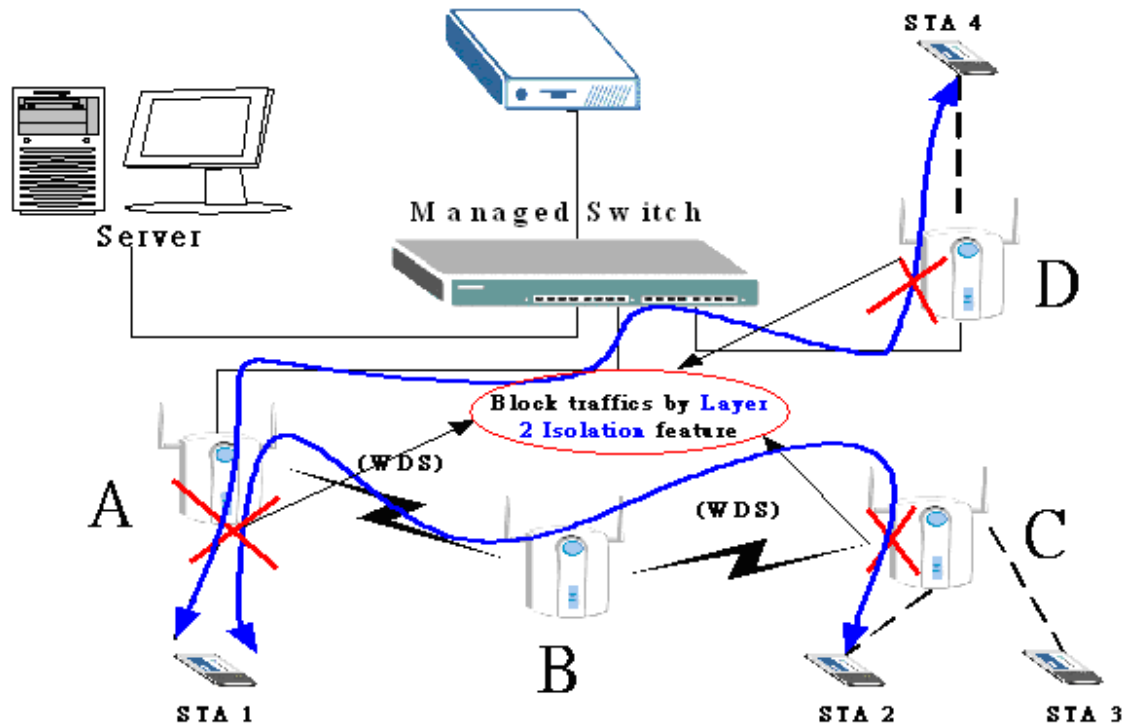 STA 4
Managed Switch
Server
D
Block traffics by Layer
2 Isolation feature
(WDS)
A
(WDS)
C
B
STA 1
STA 2
STA 3